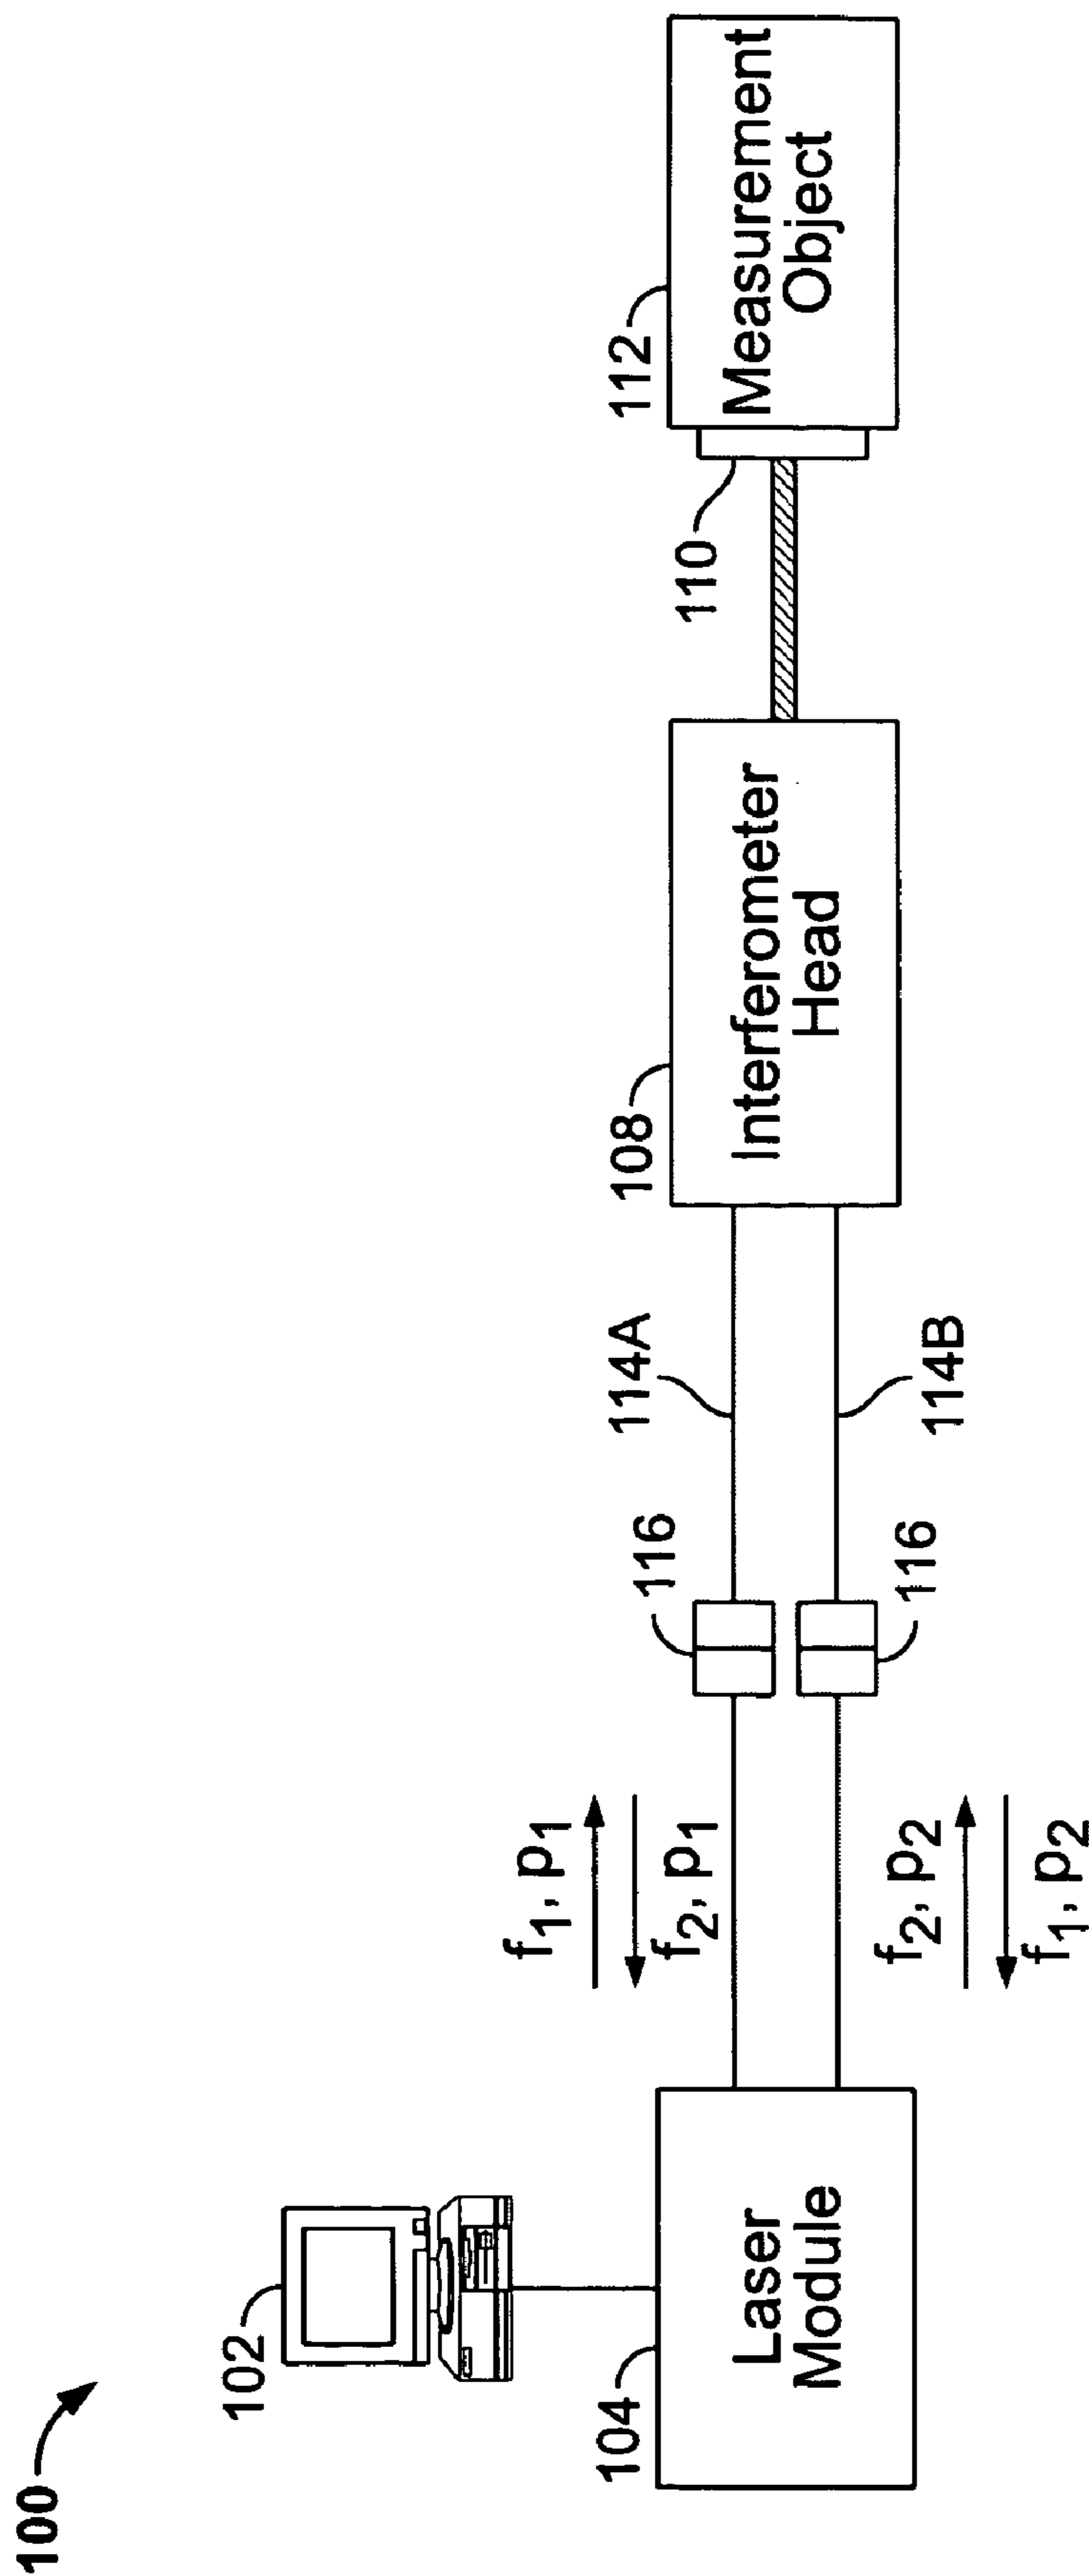 100
102
104
Laser
Module
f1, p1
f2, p1
f2, p2
f1, p2
116
116
114A
114B
108
Interferometer
Head
110
112
Measurement
Object